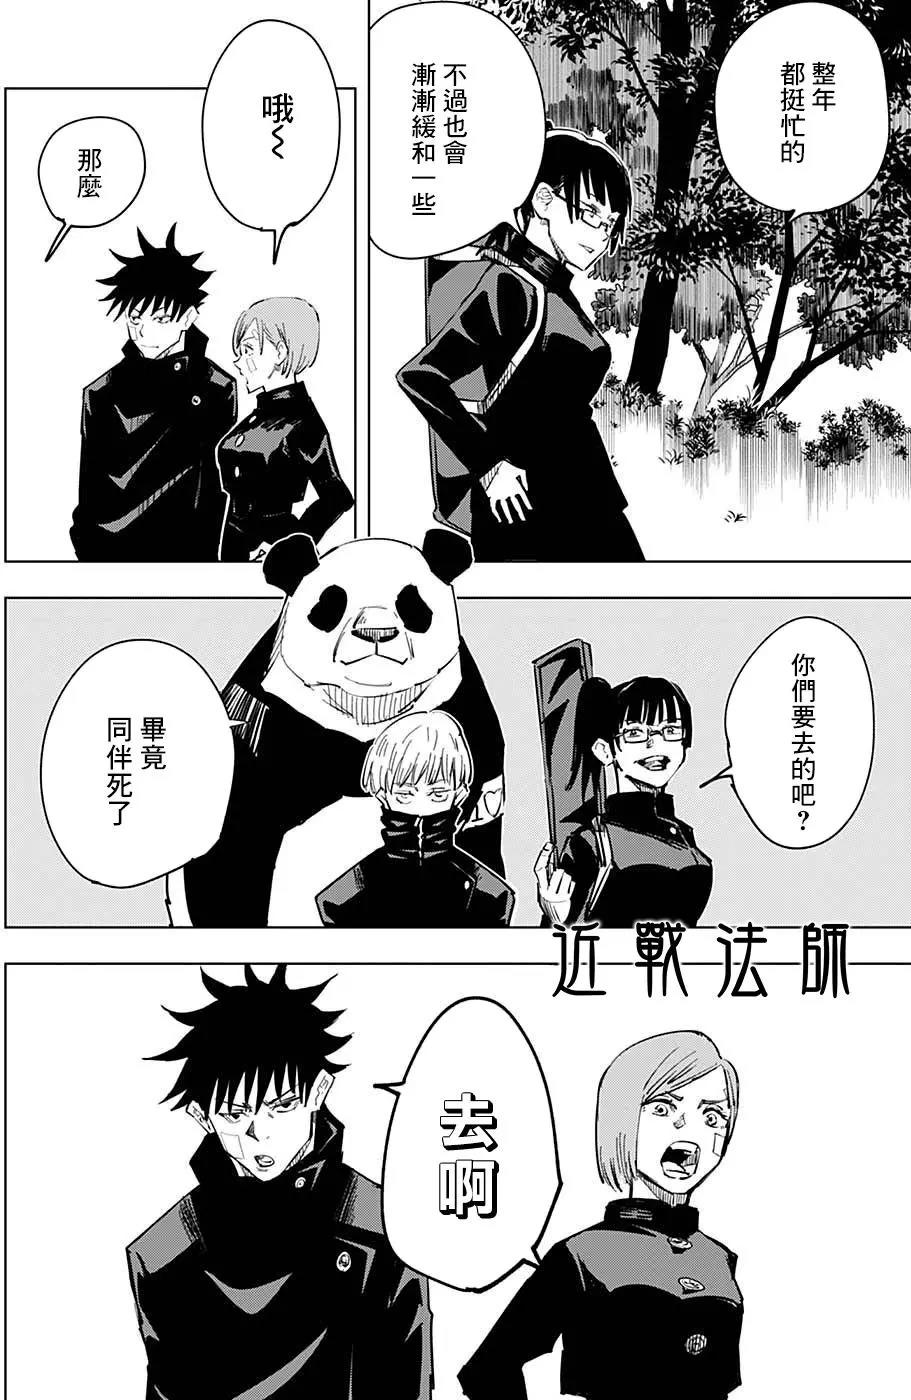 整年
都挺忙的
不過也會
漸漸緩和一些
哦~
那麼
你們要去的吧?
畢竟
同伴死了
近戰法師
去啊